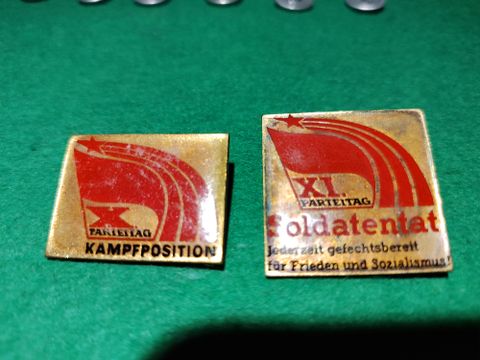 X.
PARTEITAG
KAMPFPOSITION
XI.
PARTEITAG
Soldatentat
Jederzeit gefechtsbereit
für Frieden und Sozialismus!